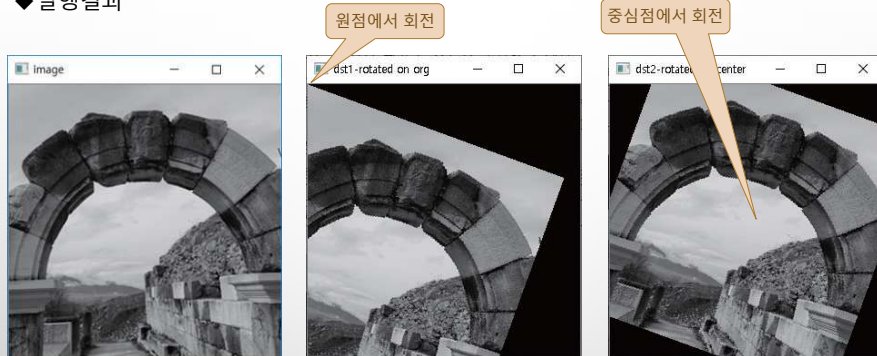 ◆ 실행결과
원점에서 회전
중심점에서 회전
image
dst1-rotated on org
dst2-rotated center